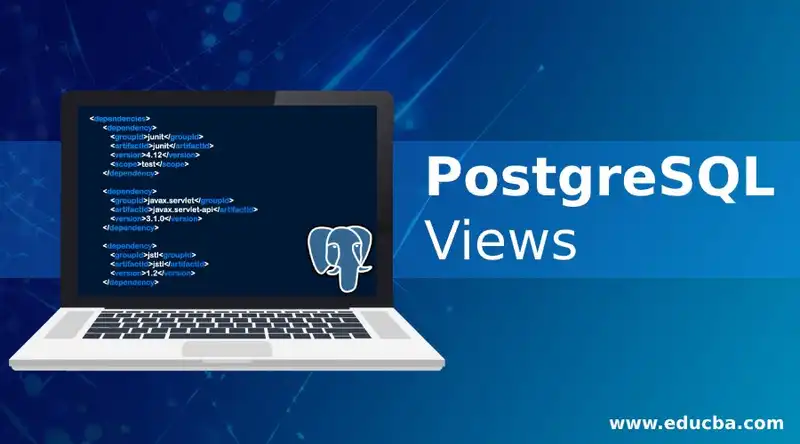 <dependencies>
<dependency>
<groupId>junit</groupId>
<artifactId>junit</artifactId>
<version>4.12</version>
<scope>test</scope>
</dependency>
<dependency>
<groupId>javax.servlet</groupId>
<artifactId>javax.servlet-api</artifactId>
<version>3.1.0</version>
</dependency>
<dependency>
<groupId>jstl</groupId>
<artifactId>jstl</artifactId>
<version>1.2</version>
</dependency>
PostgreSQL
Views
www.educba.com